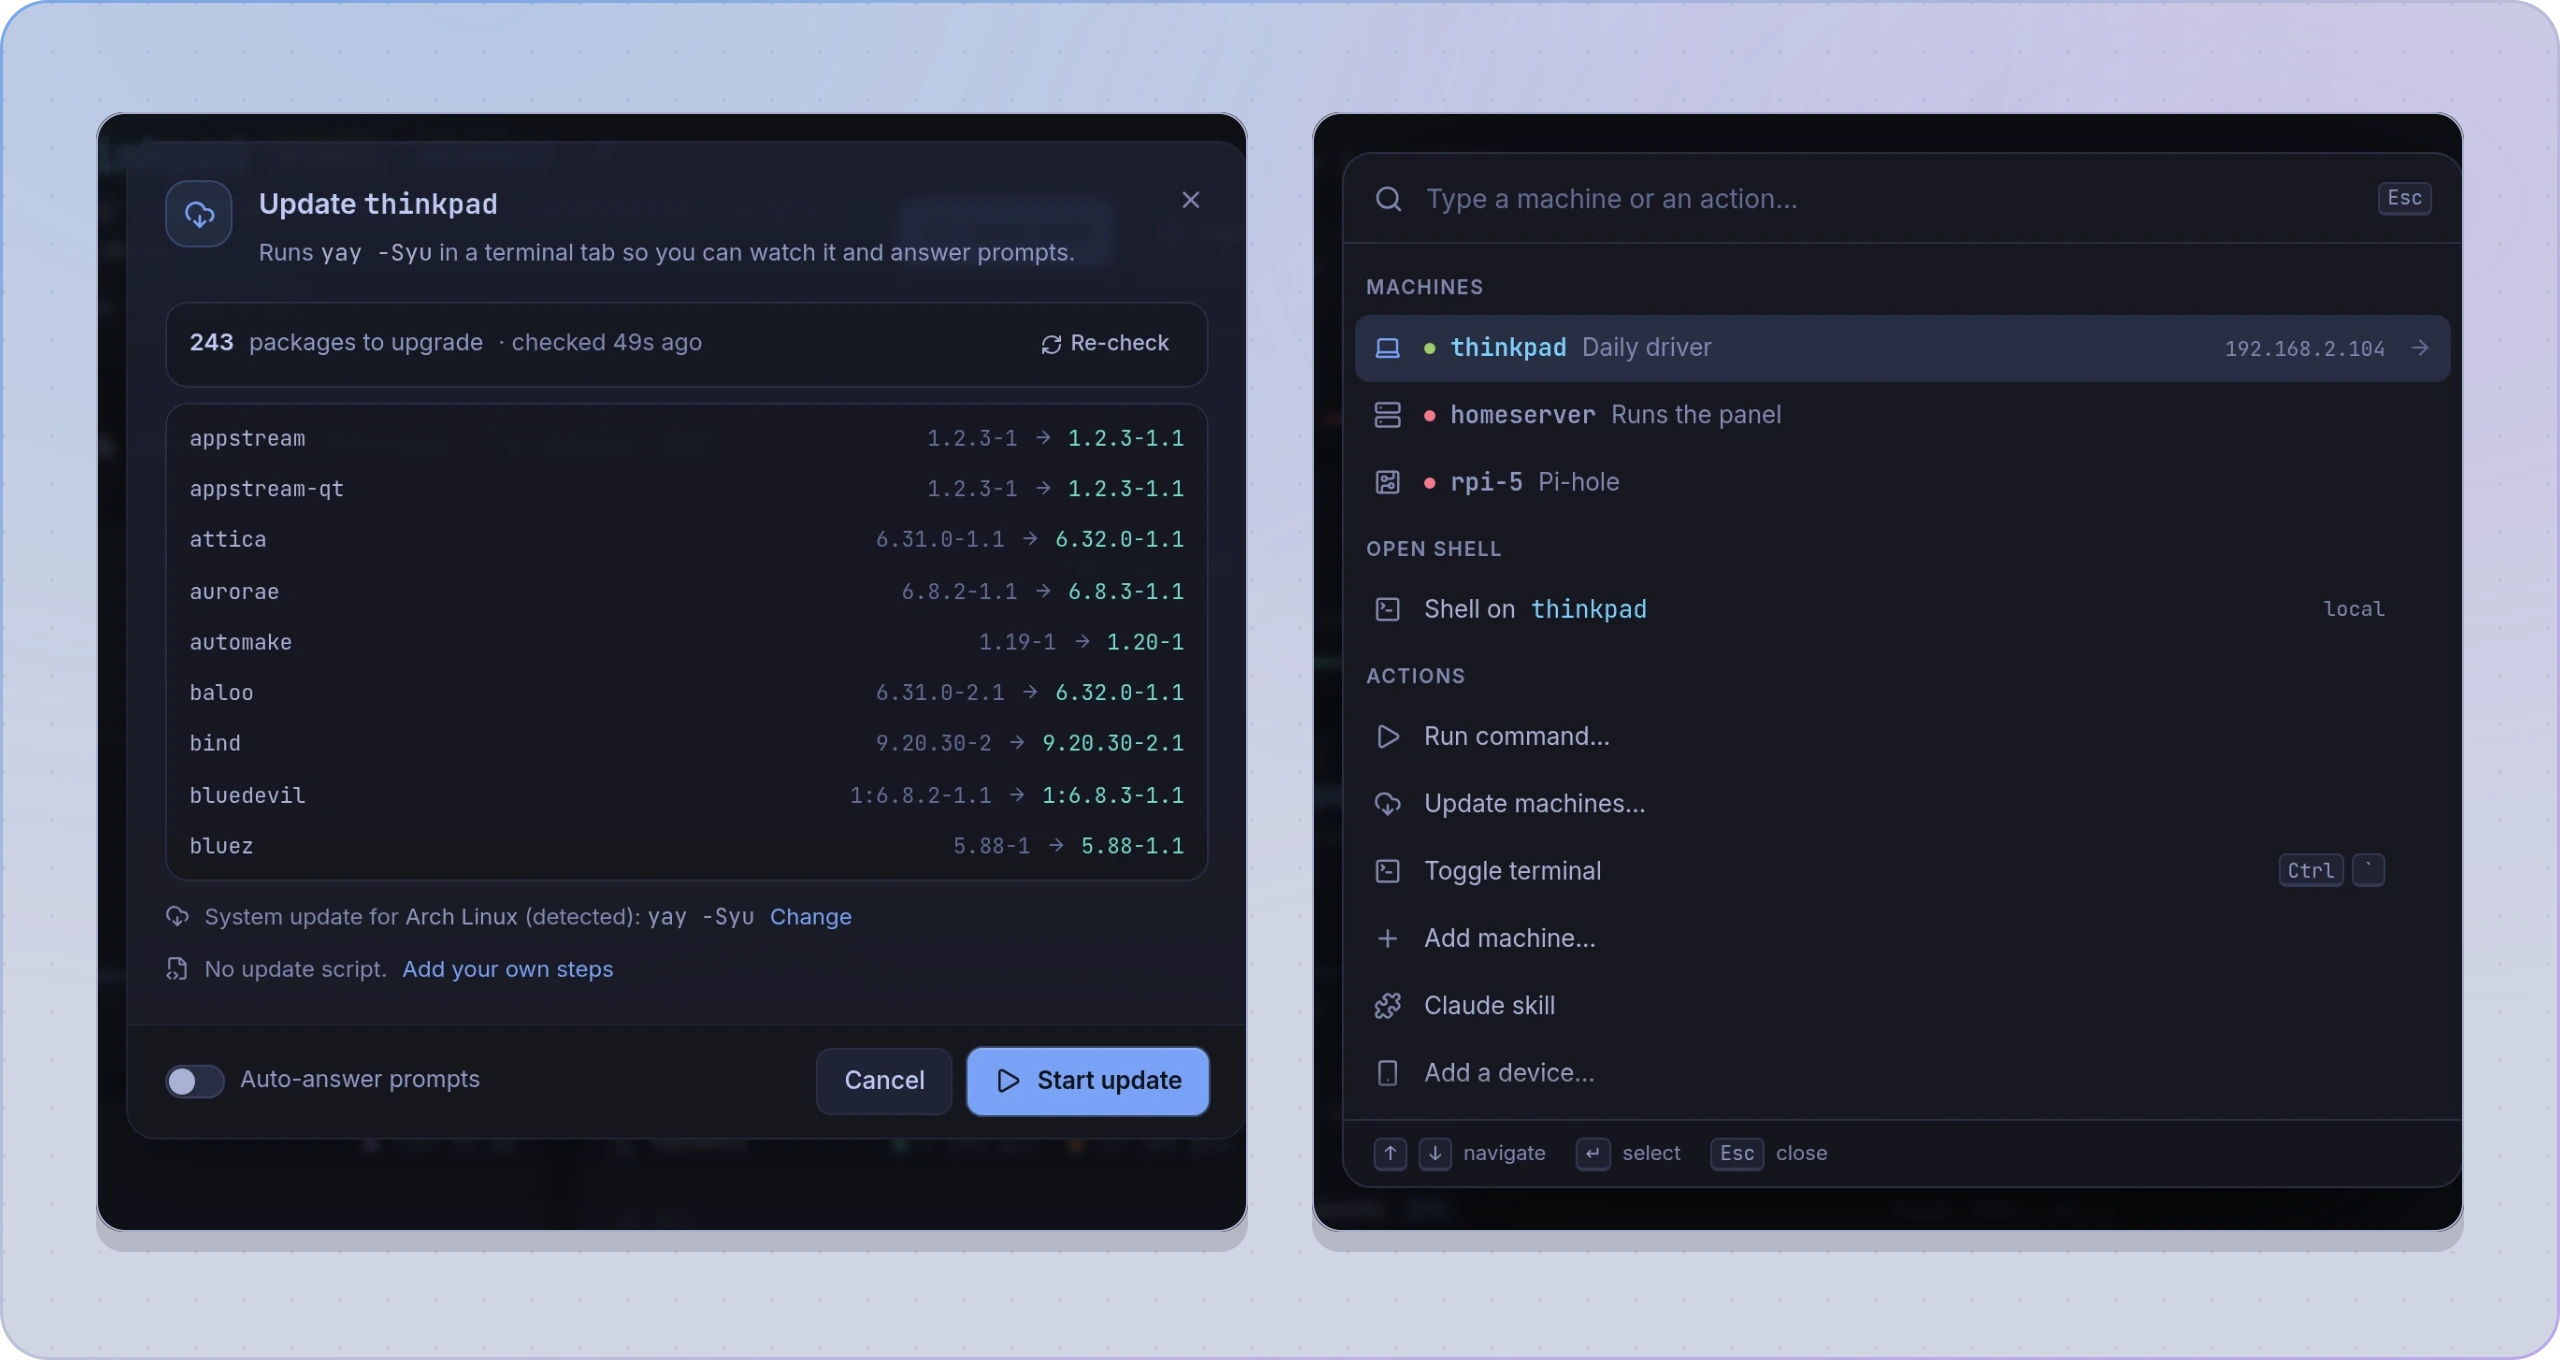 Update thinkpad
Runs yay -Syu in a terminal tab so you can watch it and answer prompts.
243 packages to upgrade · checked 49s ago Re-check
appstream 1.2.3-1 → 1.2.3-1.1
appstream-qt 1.2.3-1 → 1.2.3-1.1
attica 6.31.0-1.1 → 6.32.0-1.1
aurorae 6.8.2-1.1 → 6.8.3-1.1
automake 1.19-1 → 1.20-1
baloo 6.31.0-2.1 → 6.32.0-1.1
bind 9.20.30-2 → 9.20.30-2.1
bluedevil 1:6.8.2-1.1 → 1:6.8.3-1.1
bluez 5.88-1 → 5.88-1.1
System update for Arch Linux (detected): yay -Syu Change
No update script. Add your own steps
Auto-answer prompts Cancel Start update
Type a machine or an action... Esc
MACHINES
thinkpad Daily driver 192.168.2.104 →
homeserver Runs the panel
rpi-5 Pi-hole
OPEN SHELL
Shell on thinkpad local
ACTIONS
Run command...
Update machines...
Toggle terminal Ctrl `
Add machine...
Claude skill
Add a device...
↑ ↓ navigate ↵ select Esc close